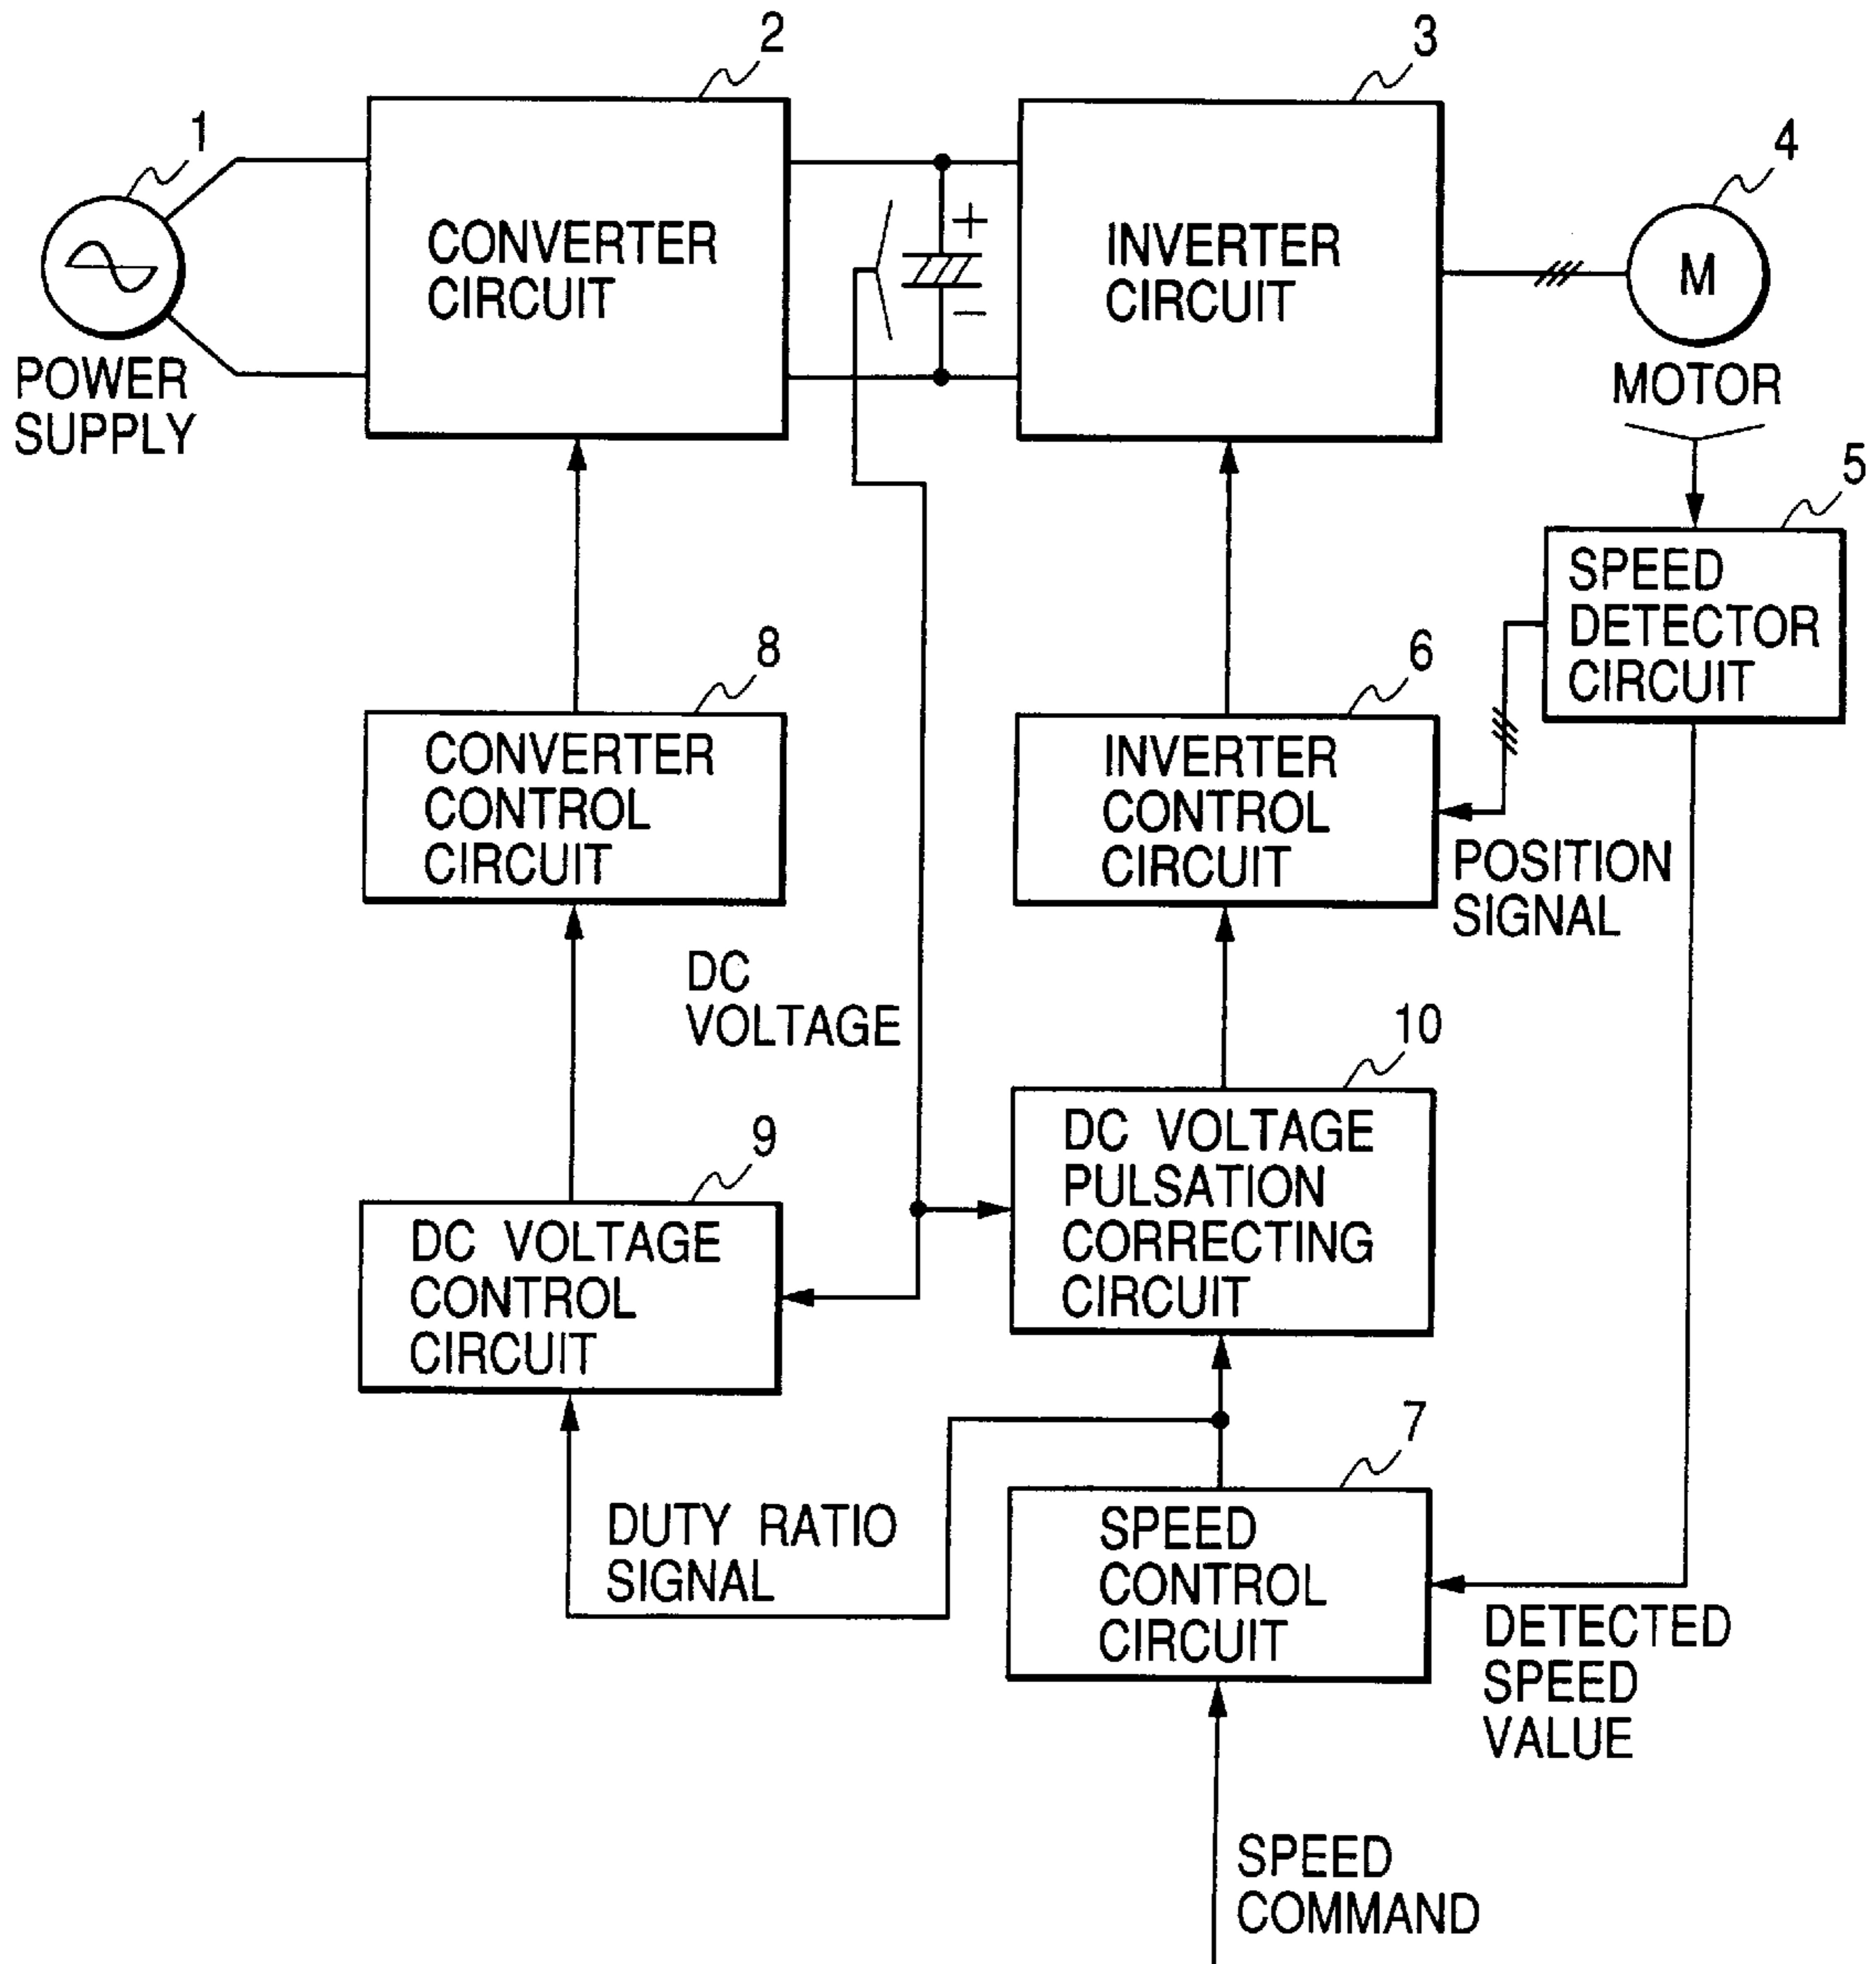 2
3
1
4
CONVERTER
CIRCUIT
+
−
INVERTER
CIRCUIT
M
POWER
SUPPLY
MOTOR
5
SPEED
DETECTOR
CIRCUIT
8
6
CONVERTER
CONTROL
CIRCUIT
INVERTER
CONTROL
CIRCUIT
POSITION
SIGNAL
DC
VOLTAGE
10
9
DC VOLTAGE
PULSATION
CORRECTING
CIRCUIT
DC VOLTAGE
CONTROL
CIRCUIT
7
DUTY RATIO
SIGNAL
SPEED
CONTROL
CIRCUIT
DETECTED
SPEED
VALUE
SPEED
COMMAND